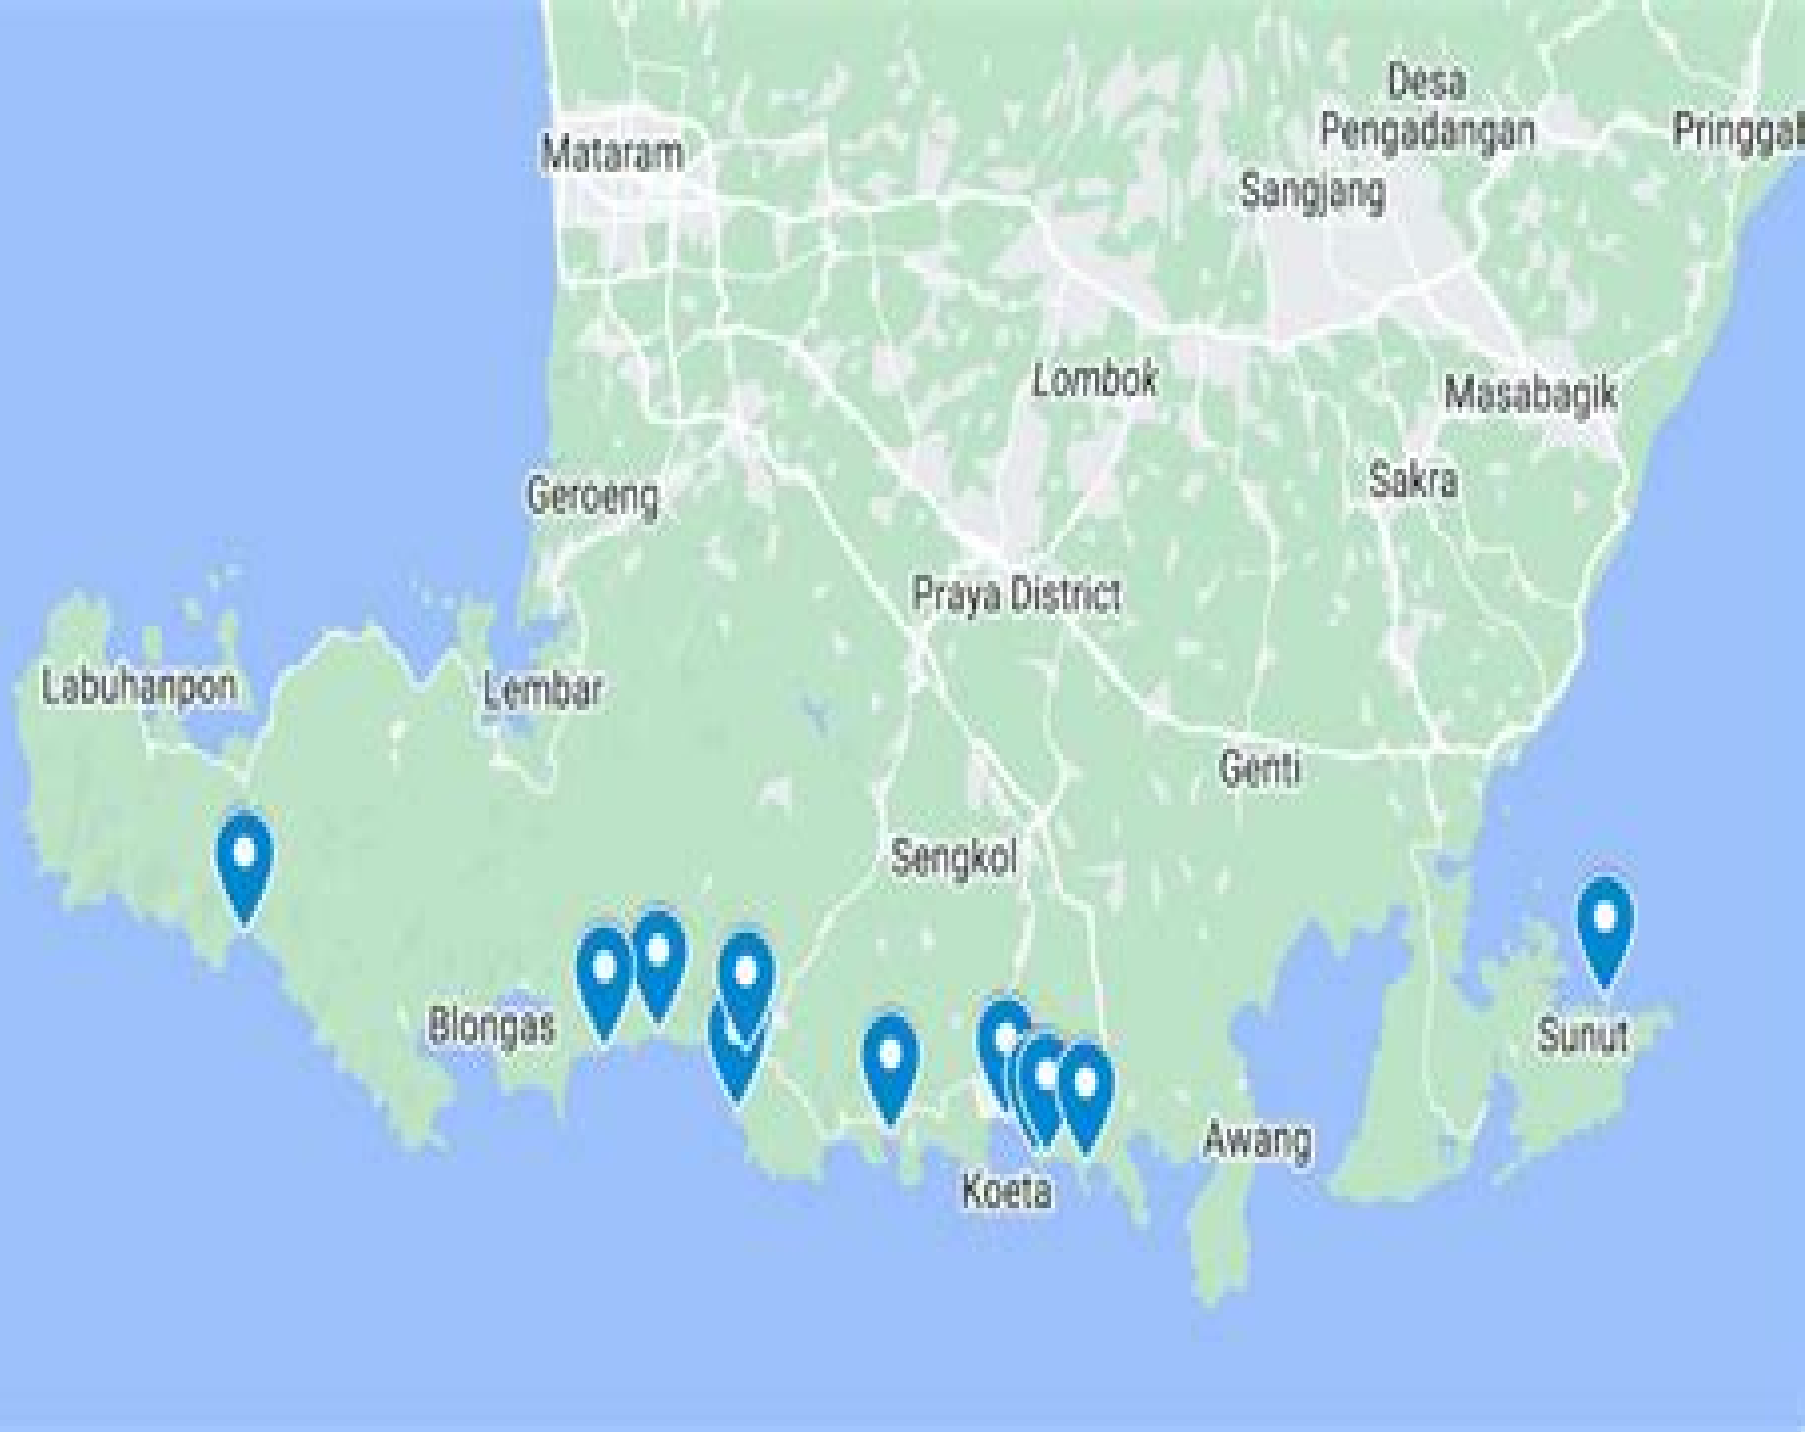 Desa
Pengadangan
Pringgab
Mataram
Sangjang
Lombok
Masabagik
Sakra
Geroeng
Praya District
Labuhanpon
Lembar
Genti
Sengkol
Blongas
Sunut
Awang
Koeta